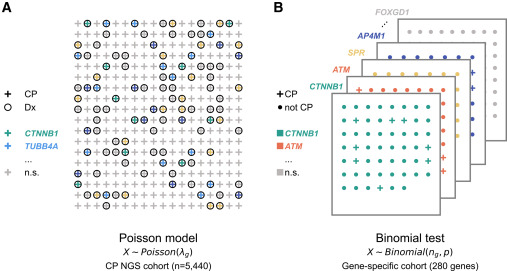 A
CP
Dx
CTNNB1
TUBB4A
...
n.s.
Poisson model
X ~ Poisson(λg)
CP NGS cohort (n=5,440)
B
FOXGD1
AP4M1
SPR
ATM
CTNNB1
CP
not CP
CTNNB1
ATM
...
n.s.
Binomial test
X ~ Binomial(ng, p)
Gene-specific cohort (280 genes)